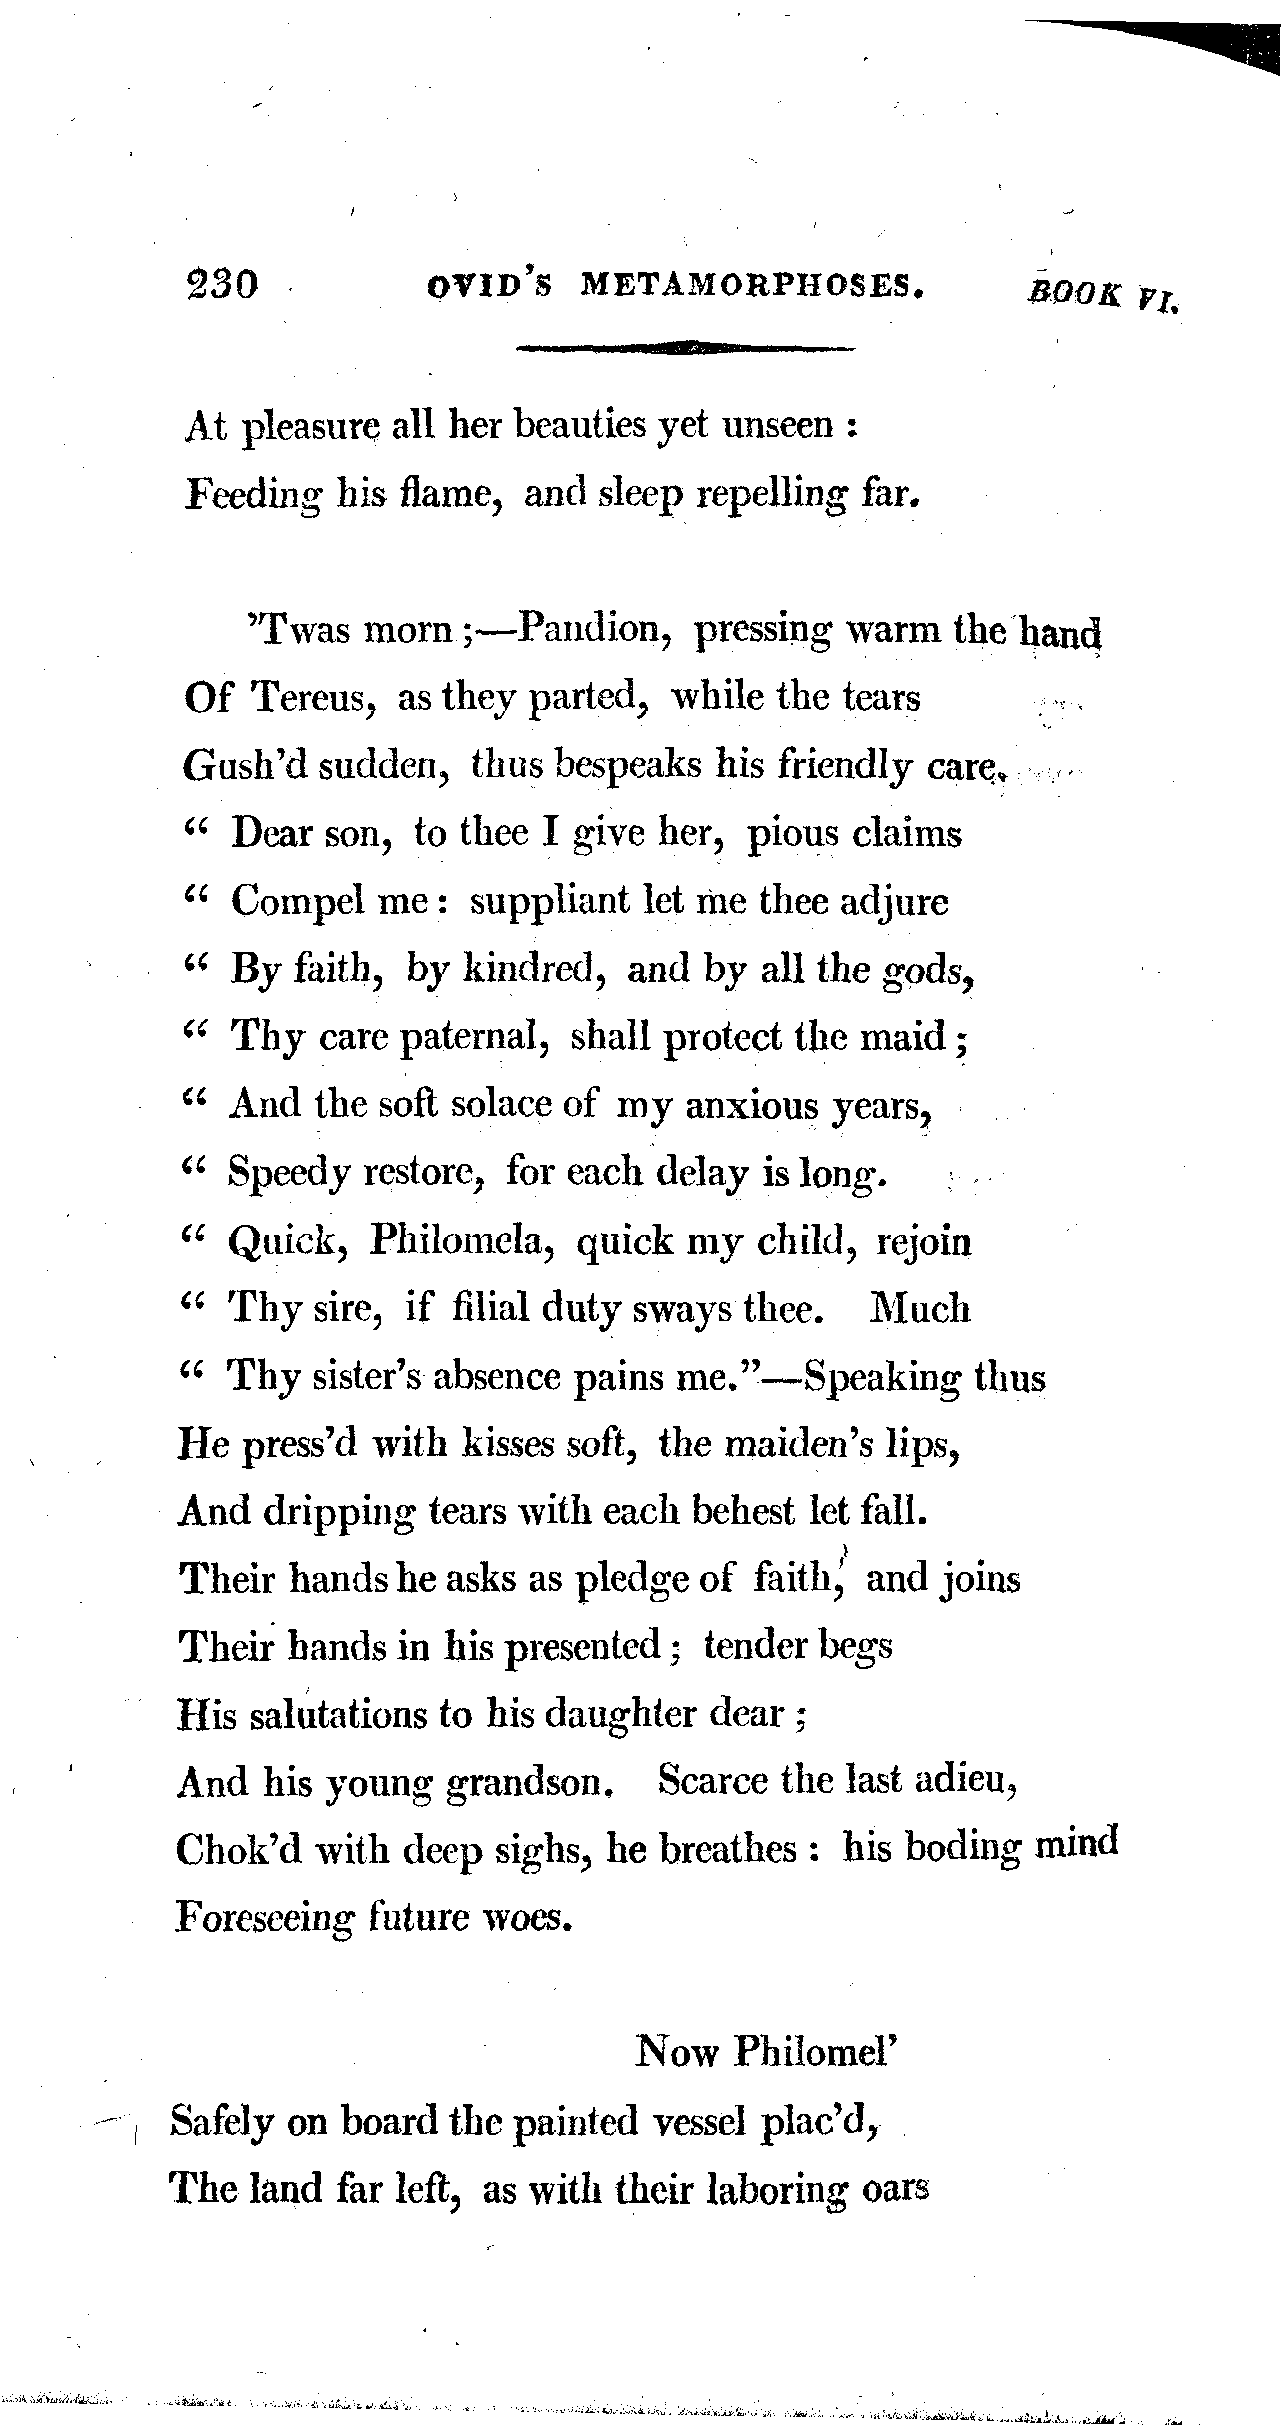 230 OVID'S METAMORPHOSES. BOOK VI.
At pleasure all her beauties yet unseen :
Feeding his flame, and sleep repelling far.
'Twas morn ;—Pandion, pressing warm the hand
Of Tereus, as they parted, while the tears
Gush'd sudden, thus bespeaks his friendly care.
" Dear son, to thee I give her, pious claims
" Compel me : suppliant let me thee adjure
" By faith, by kindred, and by all the gods,
" Thy care paternal, shall protect the maid ;
" And the soft solace of my anxious years,
" Speedy restore, for each delay is long.
" Quick, Philomela, quick my child, rejoin
" Thy sire, if filial duty sways thee. Much
" Thy sister's absence pains me."—Speaking thus
He press'd with kisses soft, the maiden's lips,
And dripping tears with each behest let fall.
Their hands he asks as pledge of faith, and joins
Their hands in his presented ; tender begs
His salutations to his daughter dear ;
And his young grandson. Scarce the last adieu,
Chok'd with deep sighs, he breathes : his boding mind
Foreseeing future woes.
Now Philomel'
Safely on board the painted vessel plac'd,
The land far left, as with their laboring oars